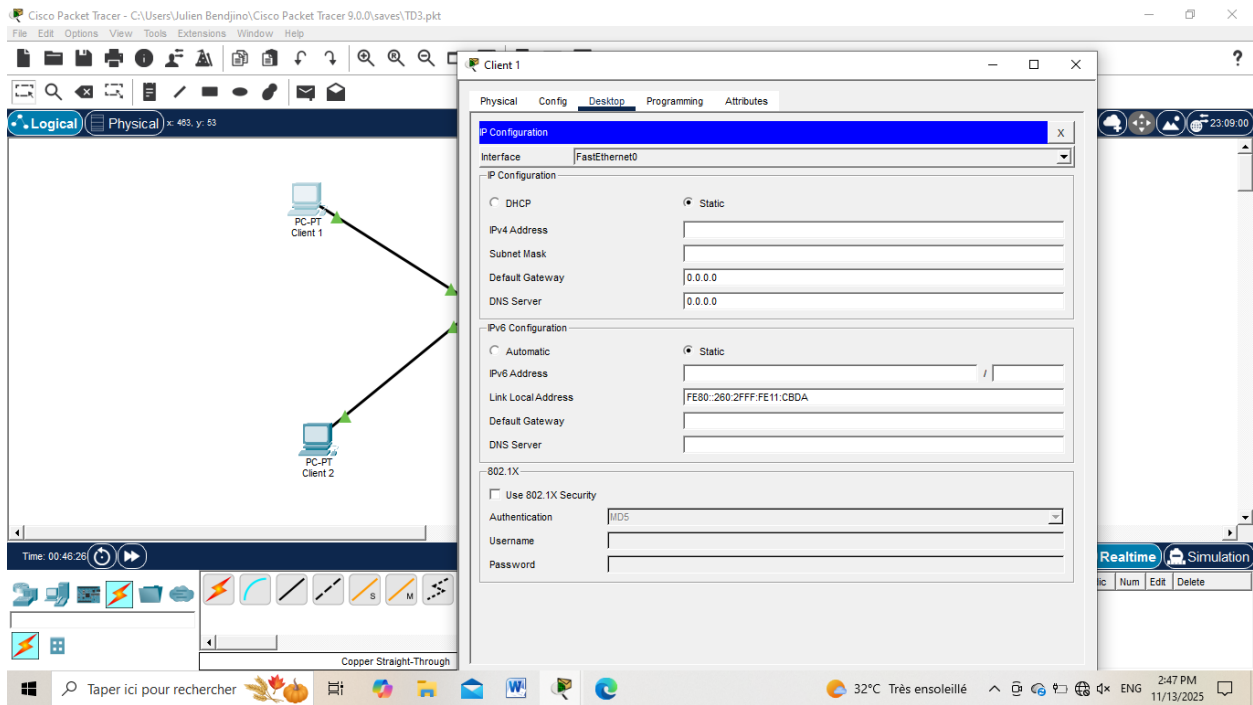 Cisco Packet Tracer - C:\Users\Julien Bendjino\Cisco Packet Tracer 9.0.0\saves\TD3.pkt
File Edit Options View Tools Extensions Window Help
?
Logical Physical x: 463, y: 53
23:09:00
PC-PT
Client 1
PC-PT
Client 2
Client 1
Physical Config Desktop Programming Attributes
IP Configuration X
Interface FastEthernet0
IP Configuration
DHCP Static
IPv4 Address
Subnet Mask
Default Gateway 0.0.0.0
DNS Server 0.0.0.0
IPv6 Configuration
Automatic Static
IPv6 Address /
Link Local Address FE80::260:2FFF:FE11:CBDA
Default Gateway
DNS Server
802.1X
Use 802.1X Security
Authentication MD5
Username
Password
Time: 00:46:26
Realtime Simulation
Num Edit Delete
S M
Copper Straight-Through
Taper ici pour rechercher
32°C Très ensoleillé
ENG
2:47 PM
11/13/2025